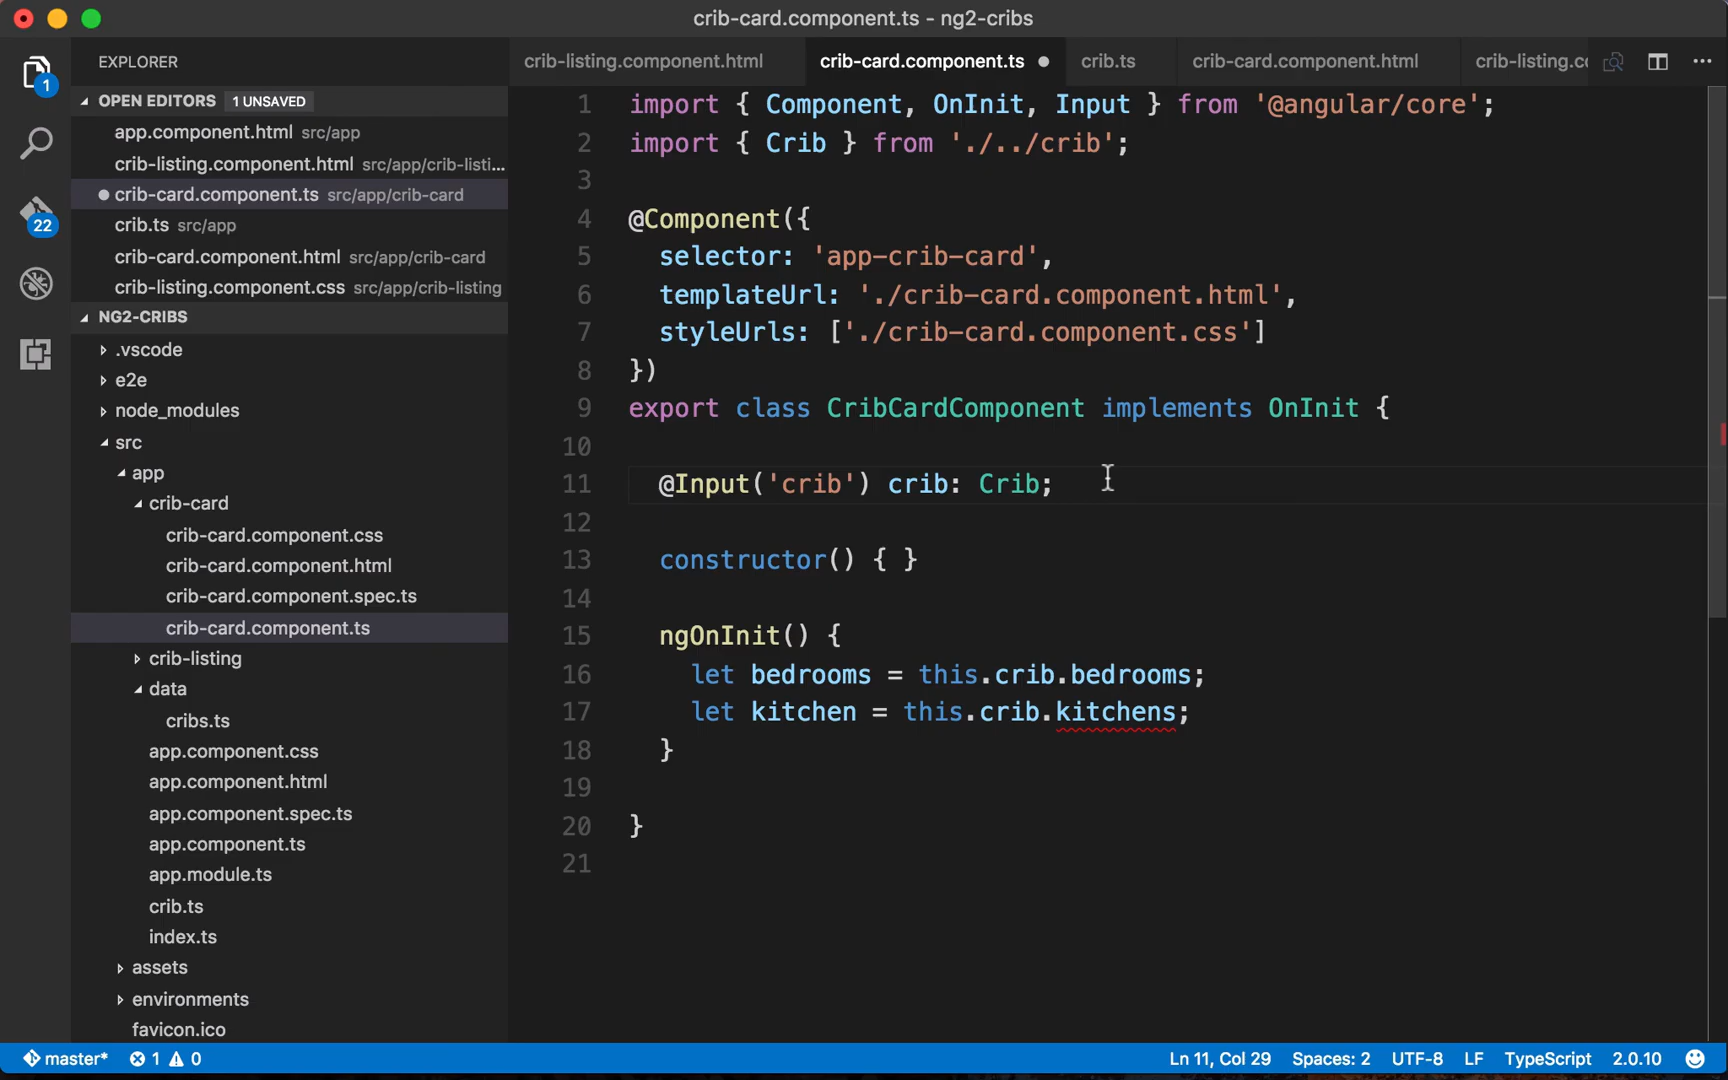 crib-card.component.ts - ng2-cribs
EXPLORER
OPEN EDITORS 1 UNSAVED
app.component.html src/app
crib-listing.component.html src/app/crib-listi...
crib-card.component.ts src/app/crib-card
crib.ts src/app
crib-card.component.html src/app/crib-card
crib-listing.component.css src/app/crib-listing
NG2-CRIBS
.vscode
e2e
node_modules
src
app
crib-card
crib-card.component.css
crib-card.component.html
crib-card.component.spec.ts
crib-card.component.ts
crib-listing
data
cribs.ts
app.component.css
app.component.html
app.component.spec.ts
app.component.ts
app.module.ts
crib.ts
index.ts
assets
environments
favicon.ico
1
22
crib-listing.component.html crib-card.component.ts crib.ts crib-card.component.html crib-listing.co
1 import { Component, OnInit, Input } from '@angular/core';
2 import { Crib } from './../crib';
3
4 @Component({
5 selector: 'app-crib-card',
6 templateUrl: './crib-card.component.html',
7 styleUrls: ['./crib-card.component.css']
8 })
9 export class CribCardComponent implements OnInit {
10
11 @Input('crib') crib: Crib;
12
13 constructor() { }
14
15 ngOnInit() {
16 let bedrooms = this.crib.bedrooms;
17 let kitchen = this.crib.kitchens;
18 }
19
20 }
21
master* 1 0 Ln 11, Col 29 Spaces: 2 UTF-8 LF TypeScript 2.0.10